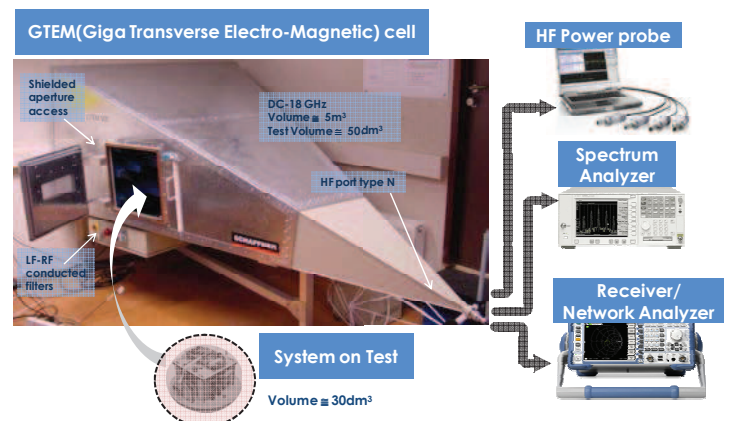 GTEM(Giga Transverse Electro-Magnetic) cell
HF Power probe
Shielded
aperture
access
DC-18 GHz
Volume ≅ 5m³
Test Volume ≅ 50dm³
HF port type N
Spectrum
Analyzer
SCHAFFNER
LF-RF
conducted
filters
Receiver/
Network Analyzer
System on Test
Volume ≅ 30dm³